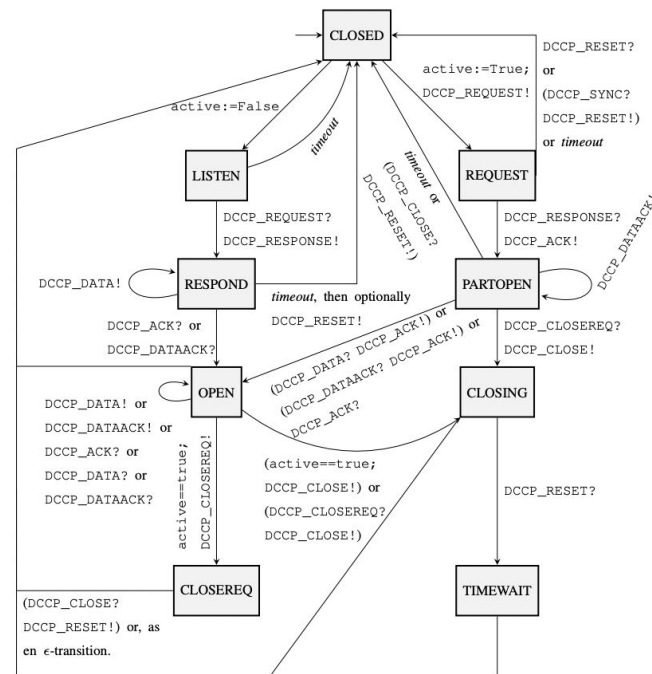 CLOSED
DCCP_RESET?
or
(DCCP_SYNC?
DCCP_RESET!)
or timeout
active:=True;
DCCP_REQUEST!
active:=False
timeout
timeout or
(DCCP_CLOSE?
DCCP_RESET!)
LISTEN
REQUEST
DCCP_REQUEST?
DCCP_RESPONSE!
DCCP_RESPONSE?
DCCP_ACK!
DCCP_DATAACK!
DCCP_DATA!
RESPOND
PARTOPEN
timeout, then optionally
DCCP_RESET!
DCCP_ACK? or
DCCP_DATAACK?
(DCCP_DATA? DCCP_ACK!) or
(DCCP_DATAACK? DCCP_ACK!) or
DCCP_ACK?
DCCP_CLOSEREQ?
DCCP_CLOSE!
OPEN
CLOSING
DCCP_DATA! or
DCCP_DATAACK! or
DCCP_ACK? or
DCCP_DATA? or
DCCP_DATAACK?
active==true;
DCCP_CLOSEREQ!
(active==true;
DCCP_CLOSE!) or
(DCCP_CLOSEREQ?
DCCP_CLOSE!)
DCCP_RESET?
CLOSEREQ
TIMEWAIT
(DCCP_CLOSE?
DCCP_RESET!) or, as
en ϵ-transition.